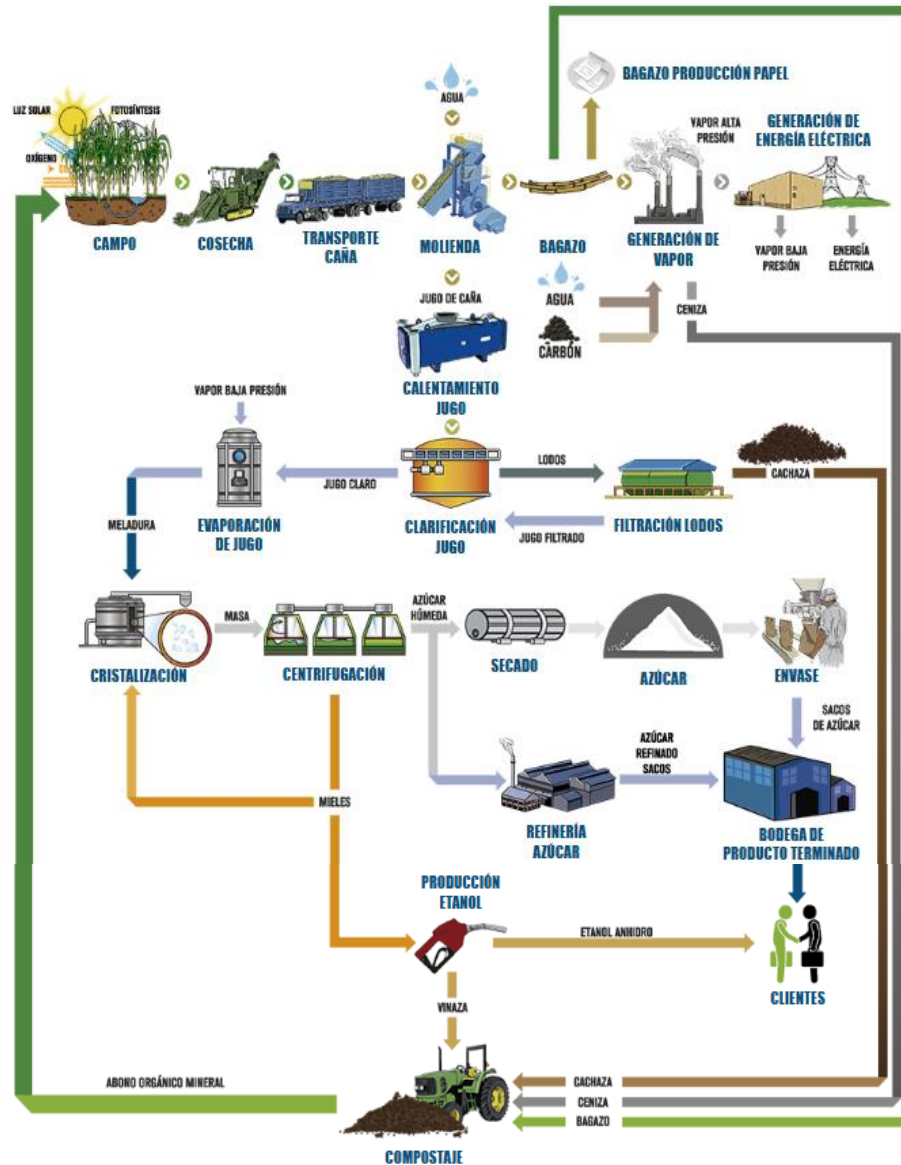 BAGAZO PRODUCCIÓN PAPEL
AGUA
LUZ SOLAR
FOTOSÍNTESIS
OXÍGENO
VAPOR ALTA
PRESIÓN
GENERACIÓN DE
ENERGÍA ELÉCTRICA
CAMPO
COSECHA
TRANSPORTE
CAÑA
MOLIENDA
BAGAZO
GENERACIÓN DE
VAPOR
VAPOR BAJA
PRESIÓN
ENERGÍA
ELÉCTRICA
JUGO DE CAÑA
AGUA
CARBÓN
CENIZA
CALENTAMIENTO
JUGO
VAPOR BAJA PRESIÓN
JUGO CLARO
LODOS
CACHAZA
MELADURA
EVAPORACIÓN
DE JUGO
CLARIFICACIÓN
JUGO
JUGO FILTRADO
FILTRACIÓN LODOS
MASA
AZÚCAR
HÚMEDA
CRISTALIZACIÓN
CENTRIFUGACIÓN
SECADO
AZÚCAR
ENVASE
SACOS
DE AZÚCAR
AZÚCAR
REFINADO
SACOS
MIELES
REFINERÍA
AZÚCAR
BODEGA DE
PRODUCTO TERMINADO
PRODUCCIÓN
ETANOL
ETANOL ANHIDRO
CLIENTES
VINAZA
ABONO ORGÁNICO MINERAL
CACHAZA
CENIZA
BAGAZO
COMPOSTAJE